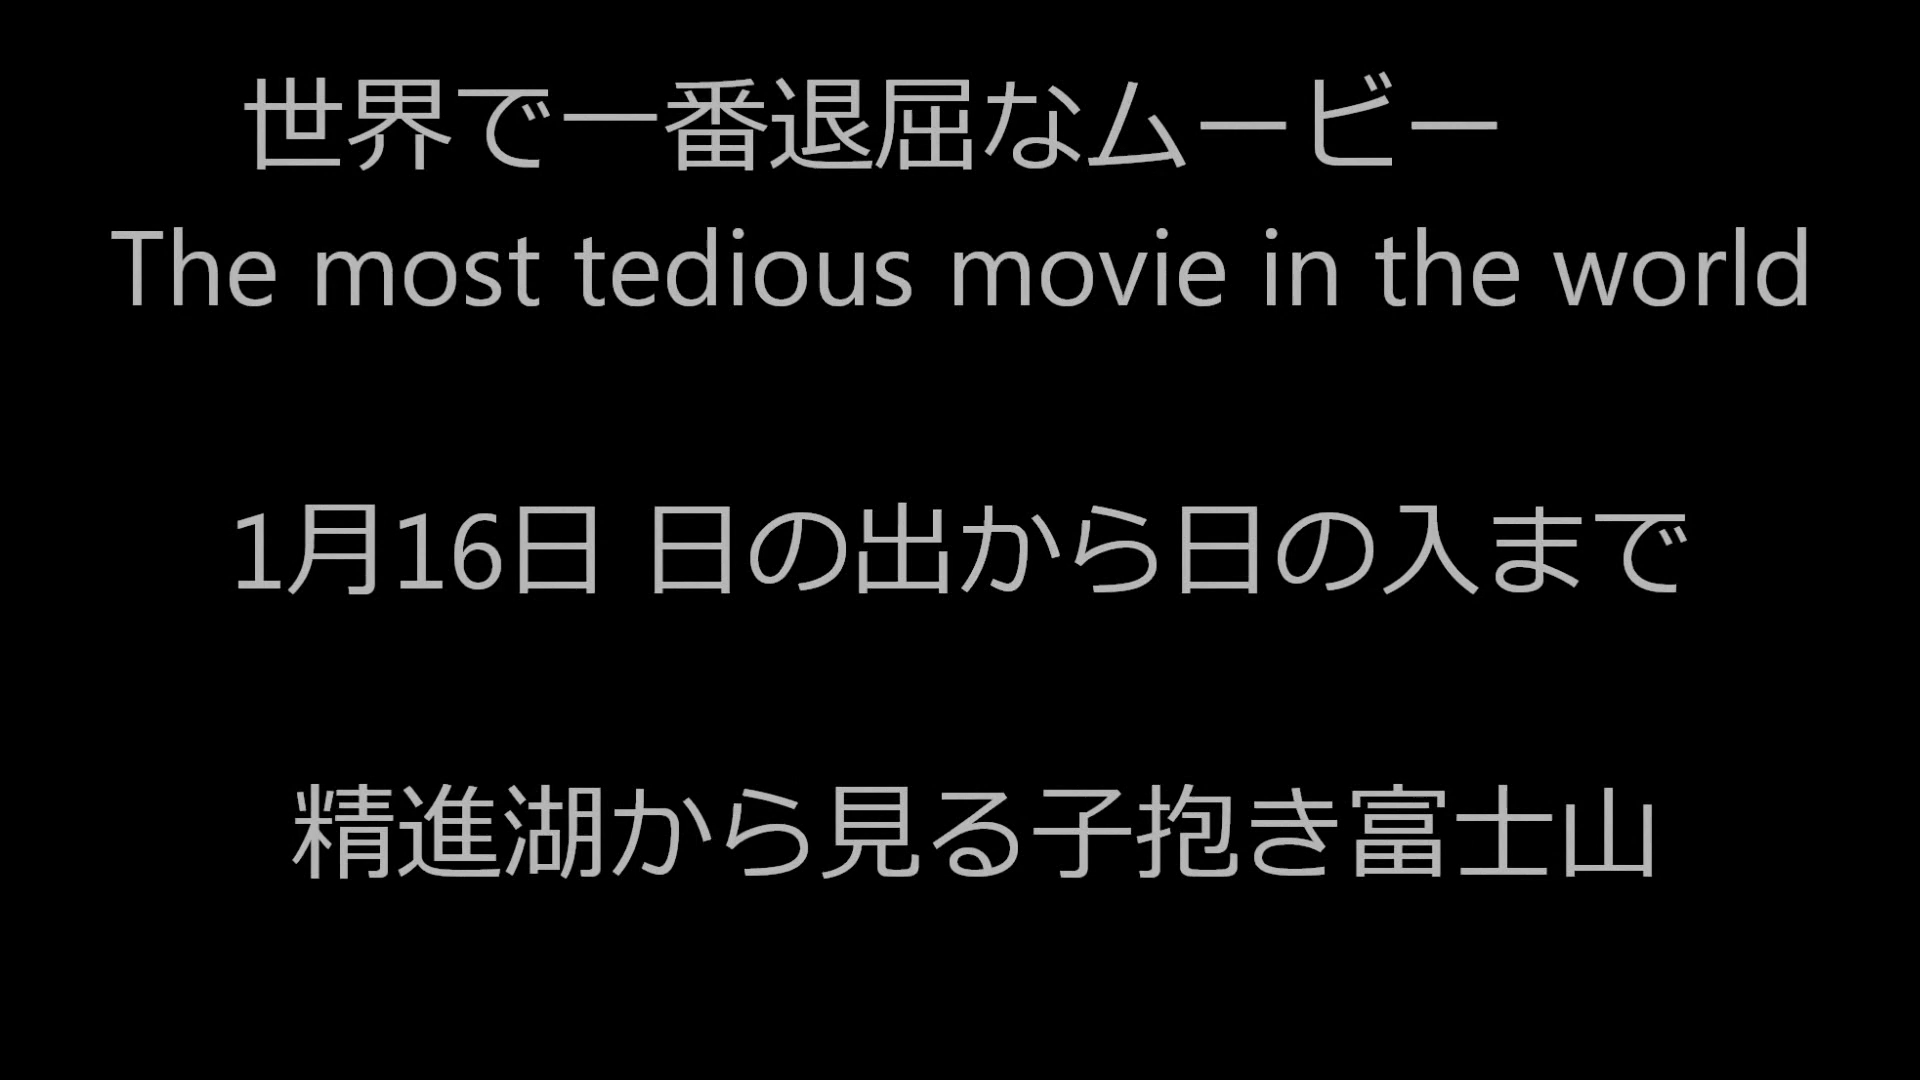 世界で一番退屈なムービー
The most tedious movie in the world
1月16日 日の出から日の入まで
精進湖から見る子抱き富士山